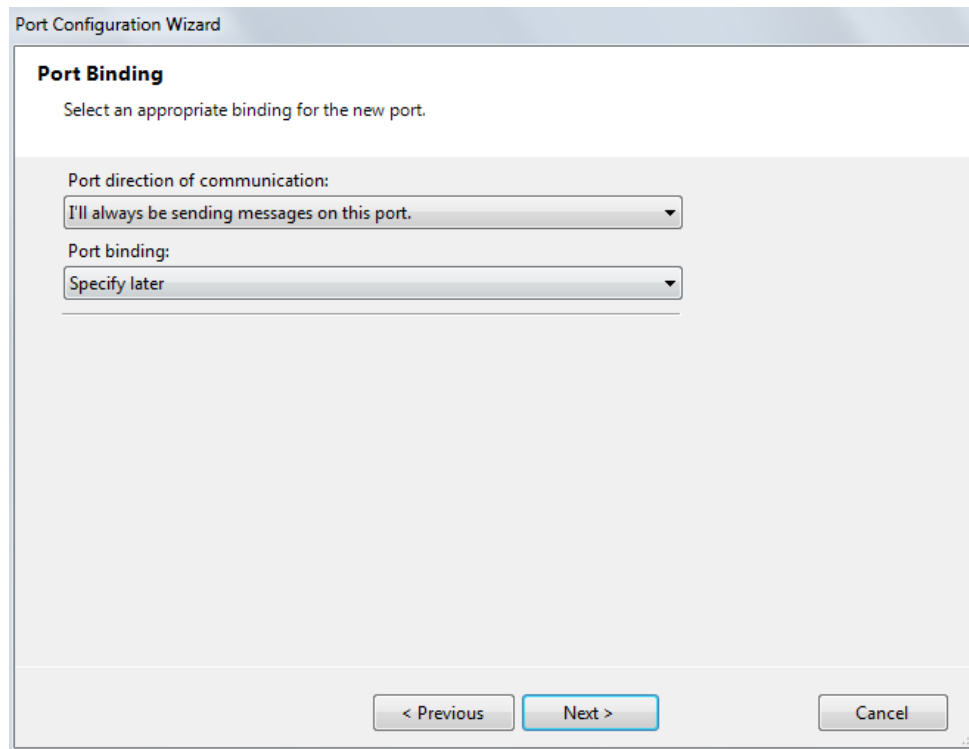 Port Configuration Wizard
Port Binding
Select an appropriate binding for the new port.
Port direction of communication:
I'll always be sending messages on this port.
Port binding:
Specify later
< Previous
Next >
Cancel